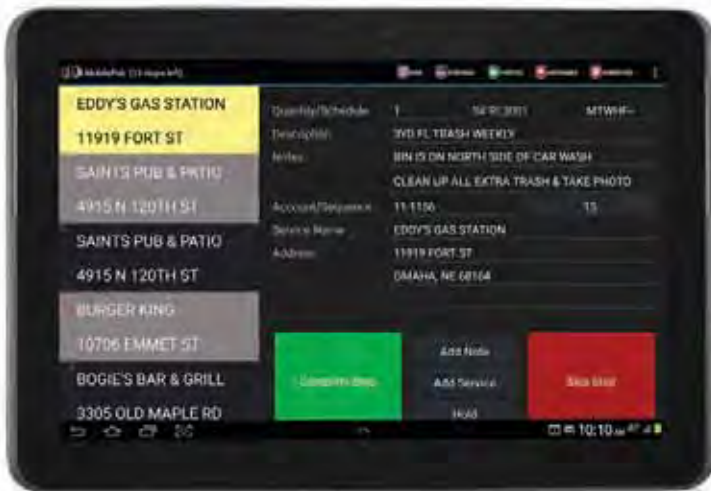 EDDY'S GAS STATION
11919 FORT ST
SAINTS PUB & PATIO
4915 N 120TH ST
SAINTS PUB & PATIO
4915 N 120TH ST
BURGER KING
10706 EMMET ST
BOGIE'S BAR & GRILL
3305 OLD MAPLE RD
Quantity/Schedule 1 MTWHF--
Description 3YD FL TRASH WEEKLY
Notes BIN IS ON NORTH SIDE OF CAR WASH
CLEAN UP ALL EXTRA TRASH & TAKE PHOTO
Account/Sequence 11-1156 15
Service Name EDDY'S GAS STATION
Address 11919 FORT ST
OMAHA, NE 68164
Complete Stop
Add Note
Add Service
Hold
Skip Stop
10:10